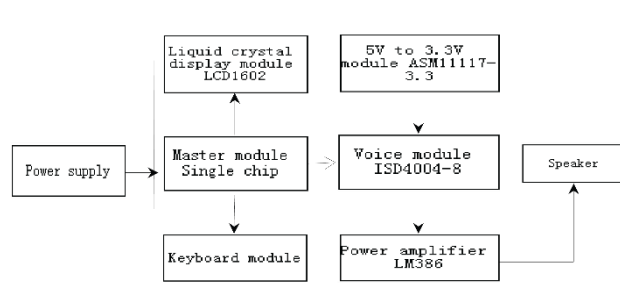 Liquid crystal
display module
LCD1602
5V to 3.3V
module ASM11117-
3.3
Power supply
Master module
Single chip
Voice module
ISD4004-8
Speaker
Keyboard module
Power amplifier
LM386